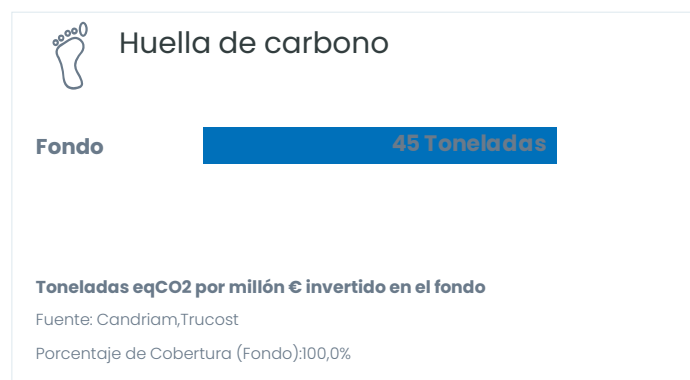 Huella de carbono
Fondo
45 Toneladas
Toneladas eqCO2 por millón € invertido en el fondo
Fuente: Candriam,Trucost
Porcentaje de Cobertura (Fondo):100,0%